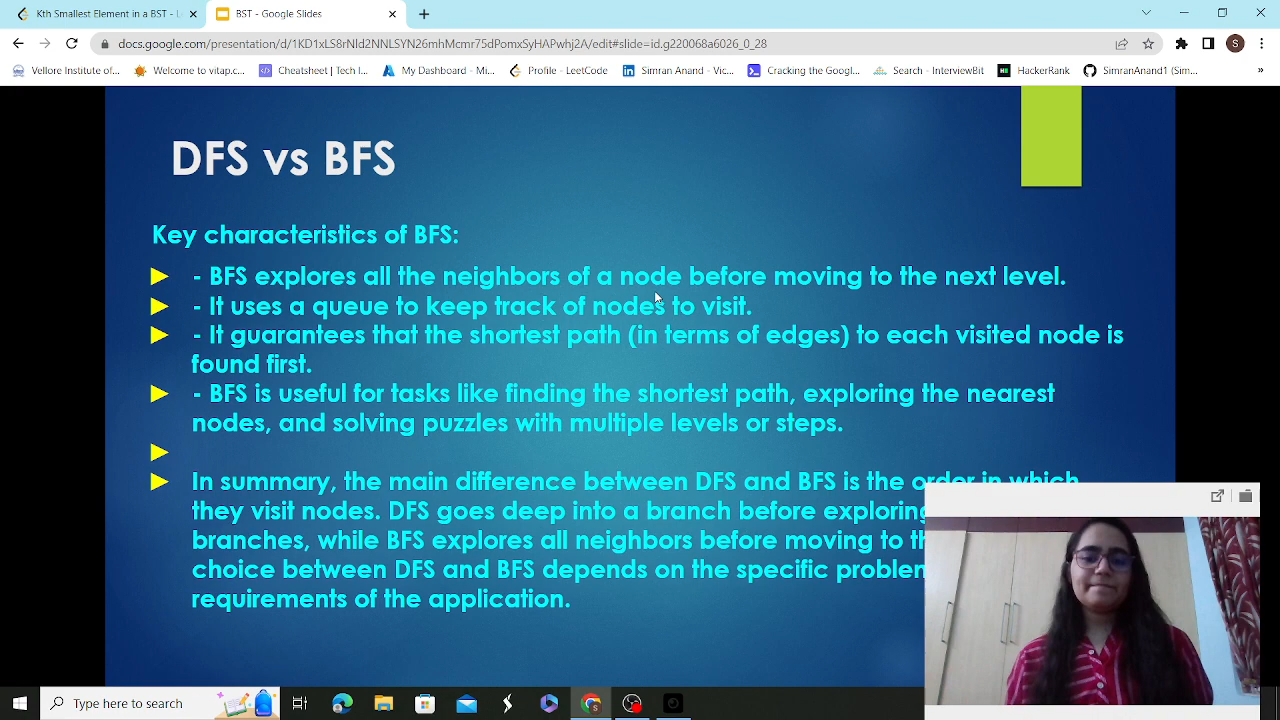 Kth Smallest Element in a BST - L
BST - Google Slides
docs.google.com/presentation/d/1KD1xLS8rNld2NNLSYN26mhMcmr7EdPomxSyHAPwhj2A/edit#slide=id.g220068a6026_0_28
S
Vellore Institute of...
Welcome to vitap.c...
Challenges | Tech I...
My Dashboard - Mi...
Profile - LeetCode
Simran Anand - Vic...
Cracking the Googl...
Search - InterviewBit
HackerRank
SimranAnand1 (Sim...
»
DFS vs BFS
Key characteristics of BFS:
- BFS explores all the neighbors of a node before moving to the next level.
- It uses a queue to keep track of nodes to visit.
- It guarantees that the shortest path (in terms of edges) to each visited node is
found first.
- BFS is useful for tasks like finding the shortest path, exploring the nearest
nodes, and solving puzzles with multiple levels or steps.
In summary, the main difference between DFS and BFS is the order in which
they visit nodes. DFS goes deep into a branch before exploring
branches, while BFS explores all neighbors before moving to
choice between DFS and BFS depends on the specific
requirements of the application.
Type here to search